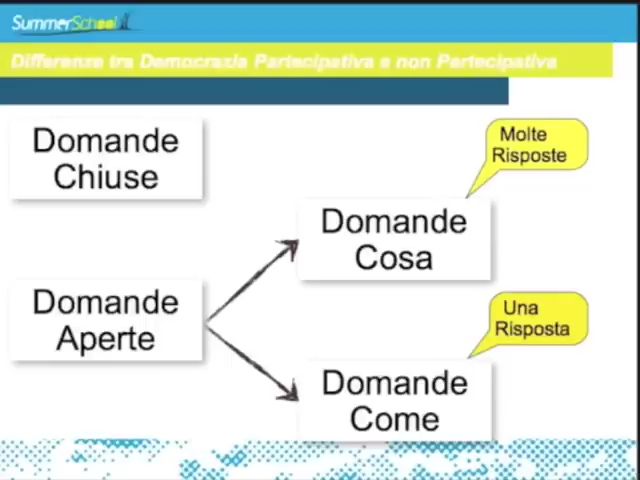 SummerSchool
Differenze tra Democrazia Partecipativa e non Partecipativa
Domande
Chiuse
Molte
Risposte
Domande
Cosa
Domande
Aperte
Una
Risposta
Domande
Come